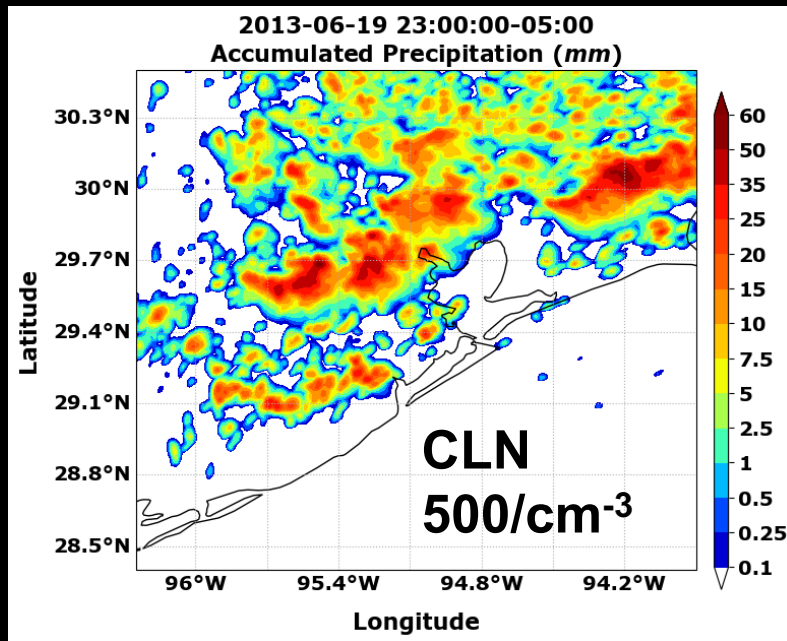 2013-06-19 23:00:00-05:00
Accumulated Precipitation (mm)
Latitude
30.3°N
30°N
29.7°N
29.4°N
29.1°N
28.8°N
28.5°N
CLN
500/cm-3
96°W 95.4°W 94.8°W 94.2°W
Longitude
60
50
35
25
20
15
10
7.5
5
2.5
1
0.5
0.25
0.1